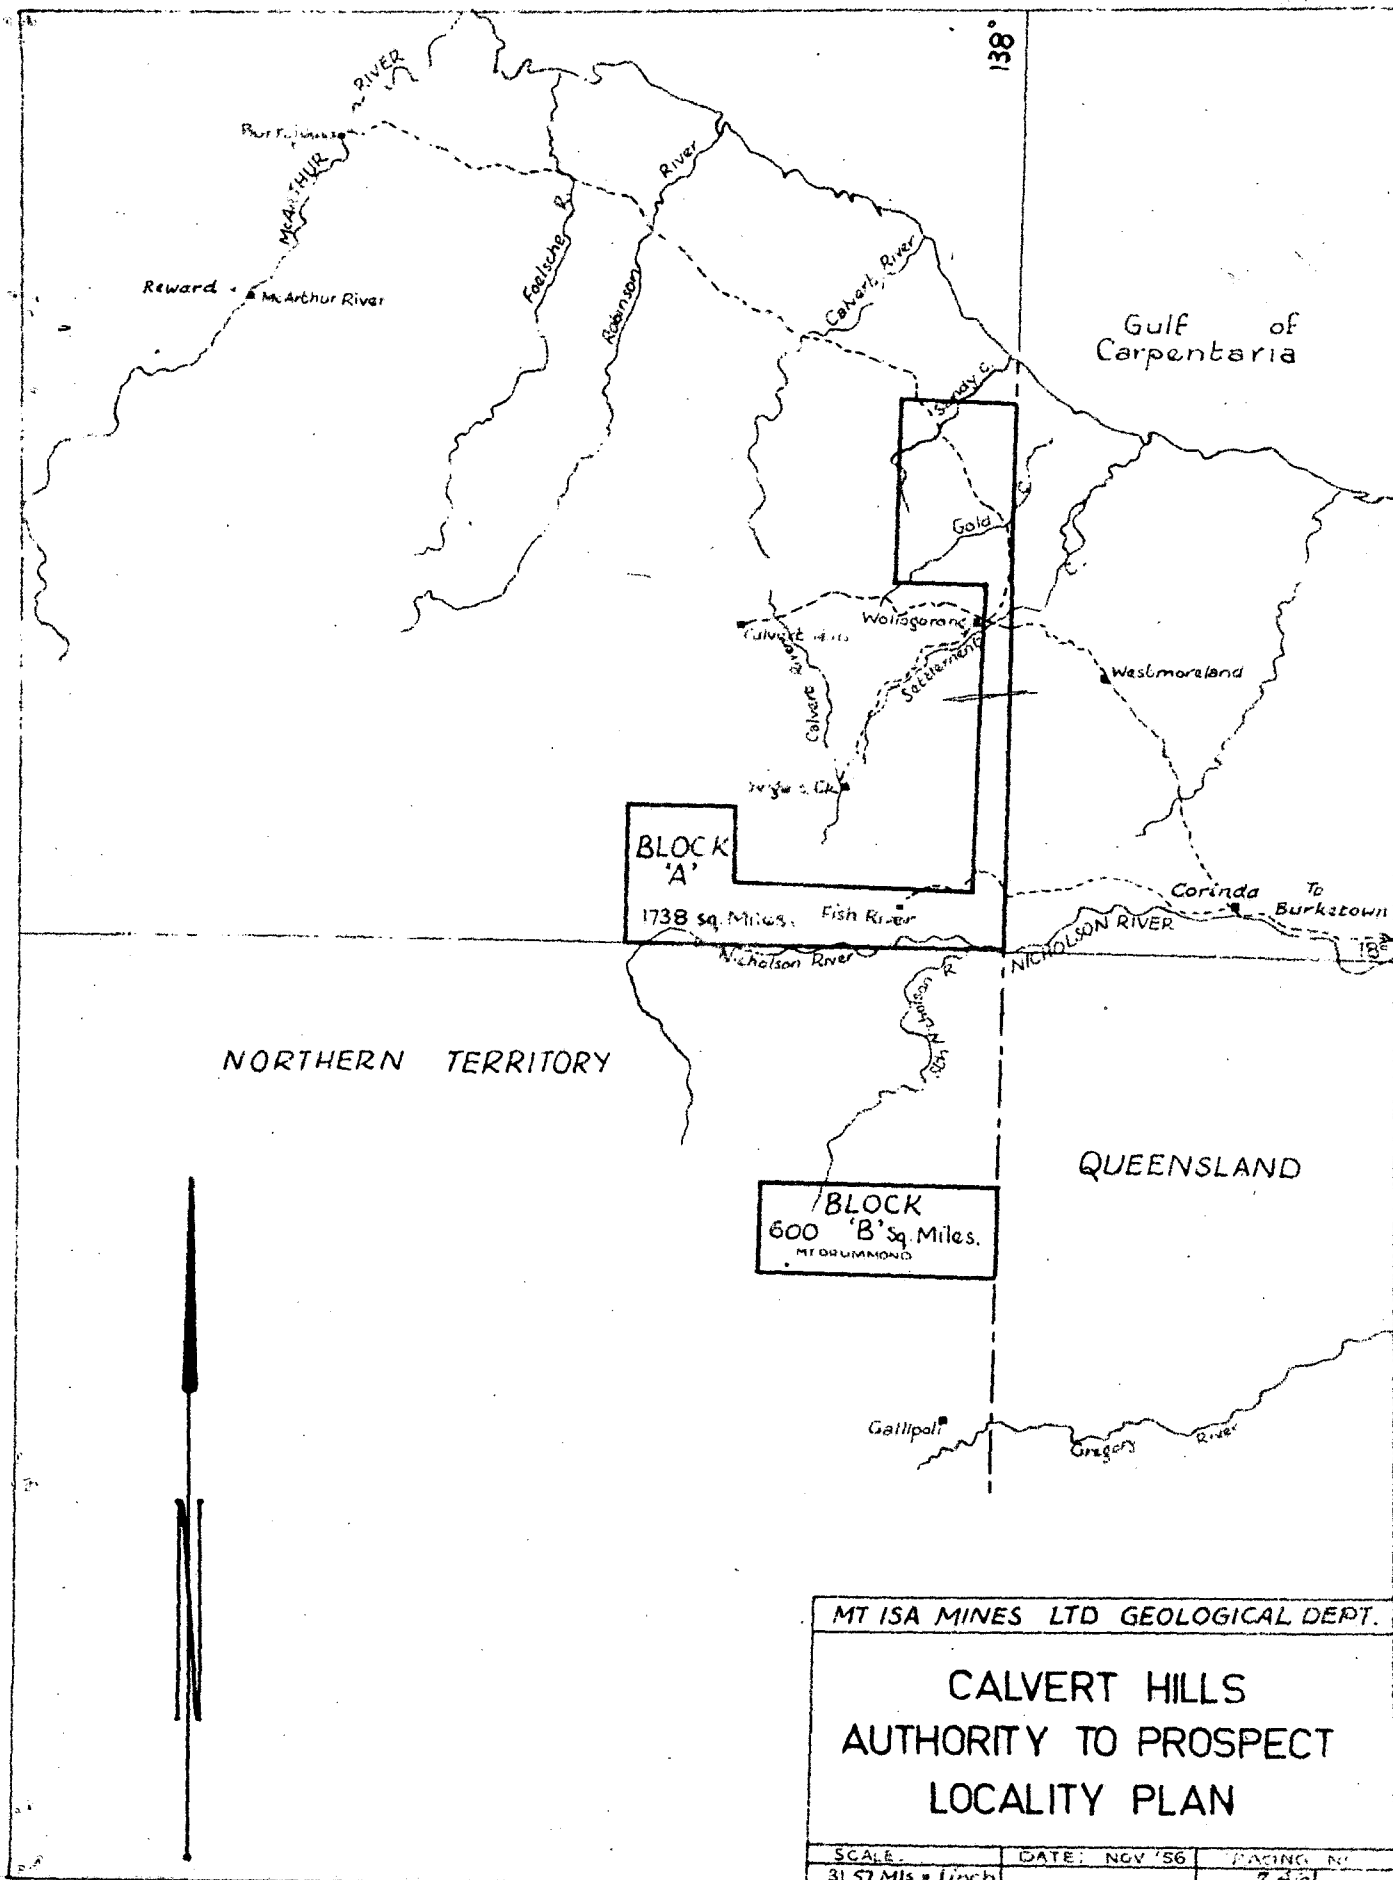 138°
RIVER
McARTHUR
Foelsche R.
Robinson
River
Calvert River
Reward
McArthur River
Gulf of
Carpentaria
Sandy C.
Gold
C.
C.
Wollogorang
Calvert
River
Settlement
Westmoreland
Calvert
BLOCK
'A'
1738 sq. Miles.
Fish River
Corinda
To
Burketown
Nicholson River
NICHOLSON RIVER
18°
R
Nicholson
NORTHERN TERRITORY
QUEENSLAND
BLOCK
600 'B' Sq. Miles.
MT DRUMMOND
Gallipoli
Gregory River
MT ISA MINES LTD GEOLOGICAL DEPT.
CALVERT HILLS
AUTHORITY TO PROSPECT
LOCALITY PLAN
SCALE.
DATE: NOV '56
31.57 Mls = 1 inch